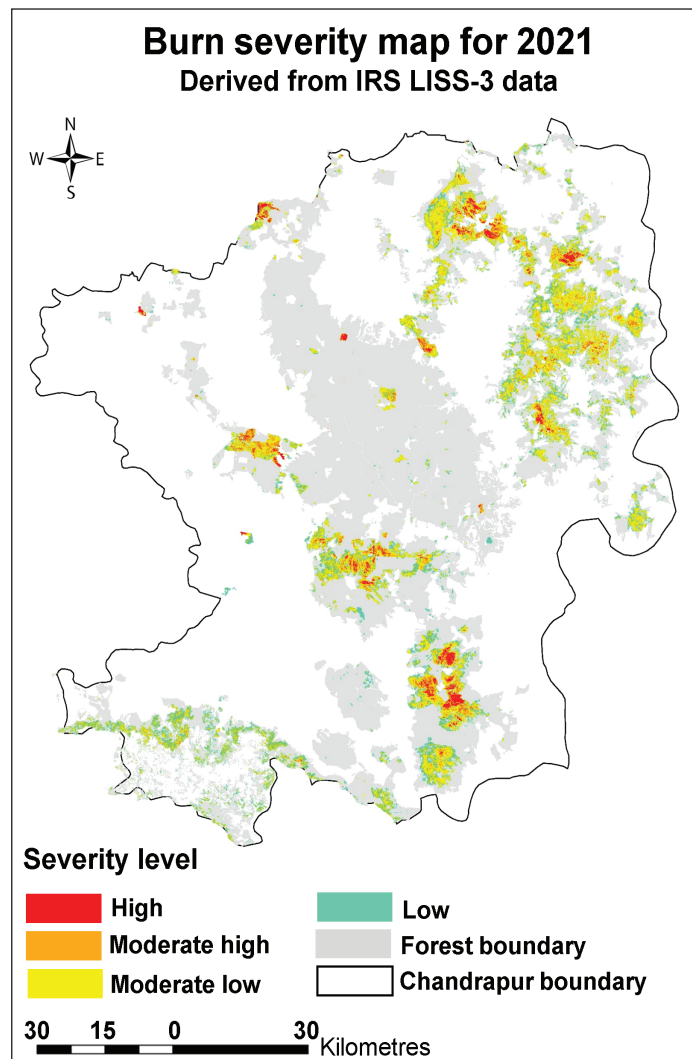 Burn severity map for 2021
Derived from IRS LISS-3 data
N
W E
S
Severity level
High
Moderate high
Moderate low
Low
Forest boundary
Chandrapur boundary
30 15 0 30
Kilometres